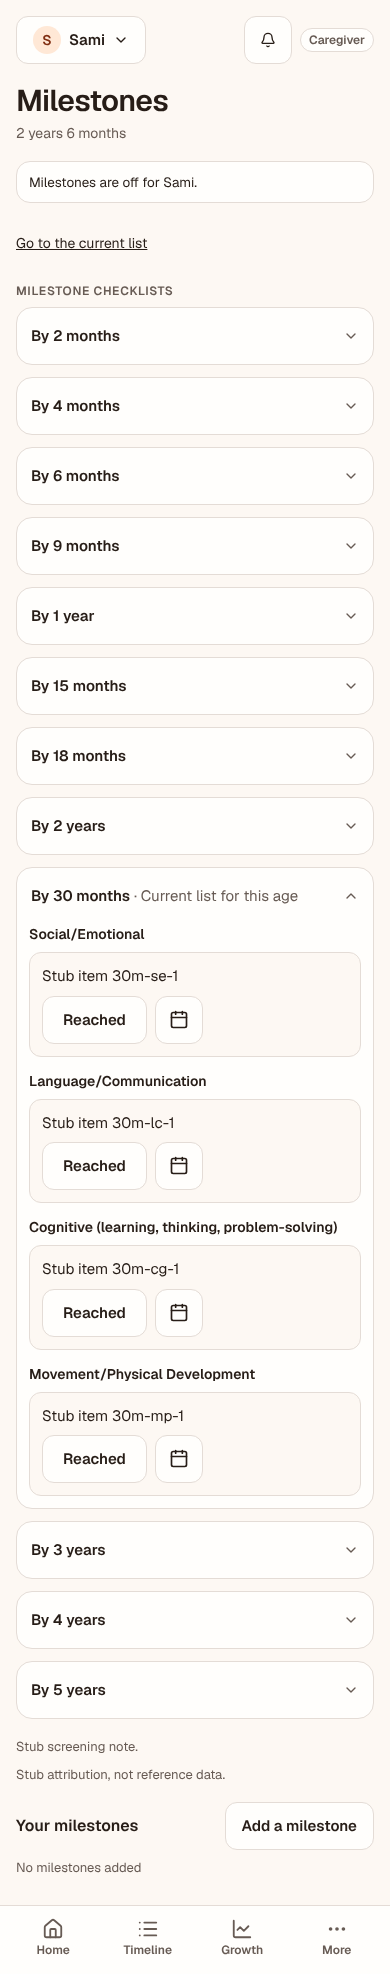 S Sami
Caregiver
Milestones
2 years 6 months
Milestones are off for Sami.
Go to the current list
MILESTONE CHECKLISTS
By 2 months
By 4 months
By 6 months
By 9 months
By 1 year
By 15 months
By 18 months
By 2 years
By 30 months · Current list for this age
Social/Emotional
Stub item 30m-se-1
Reached
Language/Communication
Stub item 30m-lc-1
Reached
Cognitive (learning, thinking, problem-solving)
Stub item 30m-cg-1
Reached
Movement/Physical Development
Stub item 30m-mp-1
Reached
By 3 years
By 4 years
By 5 years
Stub screening note.
Stub attribution, not reference data.
Your milestones
Add a milestone
No milestones added
Home Timeline Growth More